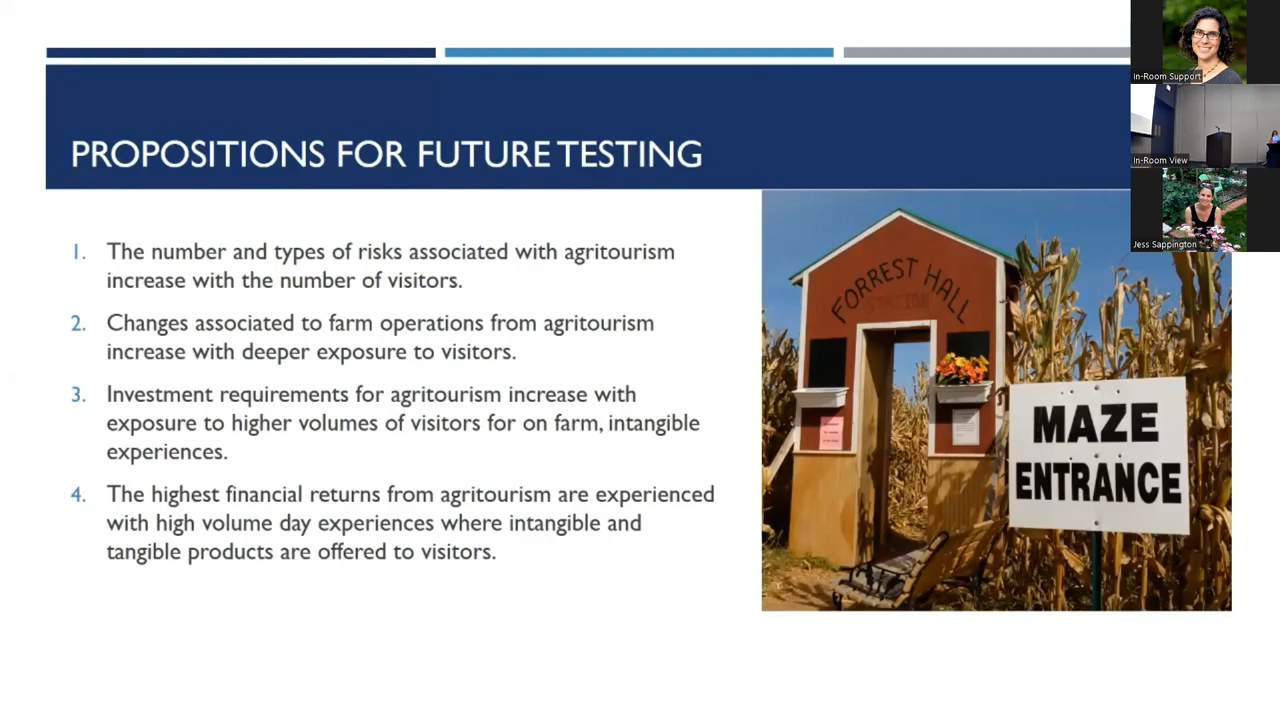 PROPOSITIONS FOR FUTURE TESTING
1. The number and types of risks associated with agritourism
increase with the number of visitors.
2. Changes associated to farm operations from agritourism
increase with deeper exposure to visitors.
3. Investment requirements for agritourism increase with
exposure to higher volumes of visitors for on farm, intangible
experiences.
4. The highest financial returns from agritourism are experienced
with high volume day experiences where intangible and
tangible products are offered to visitors.
FORREST HALL
STATION
MAZE
ENTRANCE
In-Room Support
In-Room View
Jess Sappington